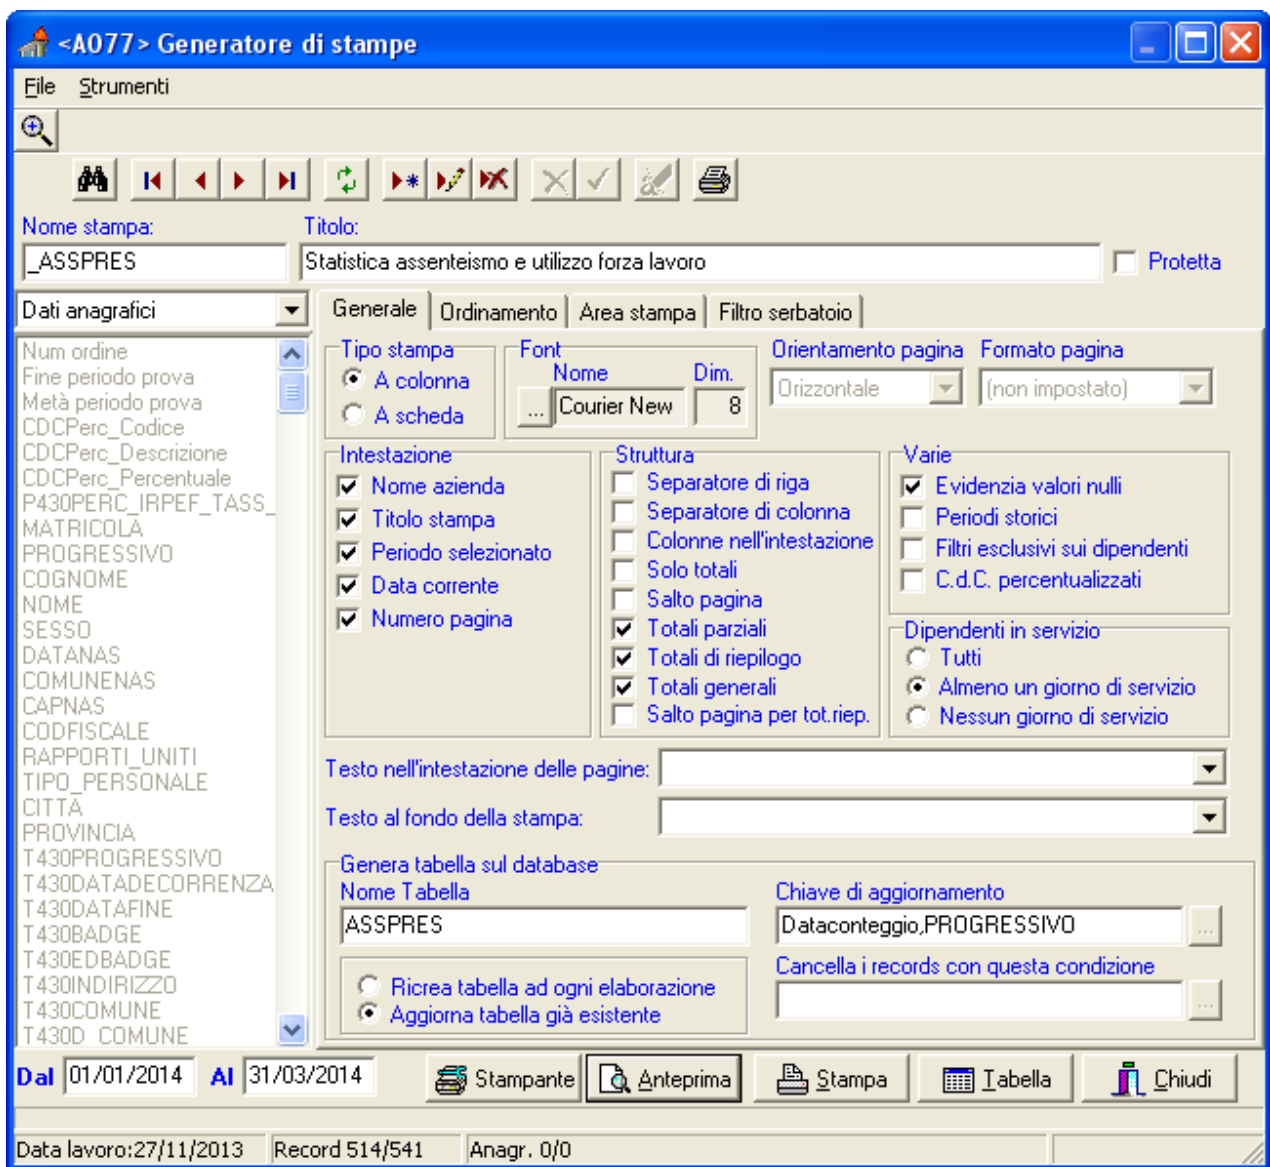 <A077> Generatore di stampe
File Strumenti
Nome stampa: Titolo:
_ASSPRES Statistica assenteismo e utilizzo forza lavoro Protetta
Dati anagrafici
Num ordine
Fine periodo prova
Metà periodo prova
CDCPerc_Codice
CDCPerc_Descrizione
CDCPerc_Percentuale
P430PERC_IRPEF_TASS_
MATRICOLA
PROGRESSIVO
COGNOME
NOME
SESSO
DATANAS
COMUNENAS
CAPNAS
CODFISCALE
RAPPORTI_UNITI
TIPO_PERSONALE
CITTA
PROVINCIA
T430PROGRESSIVO
T430DATADECORRENZA
T430DATAFINE
T430BADGE
T430EDBADGE
T430INDIRIZZO
T430COMUNE
T430D_COMUNE
Generale Ordinamento Area stampa Filtro serbatoio
Tipo stampa
A colonna
A scheda
Font
Nome Dim.
... Courier New 8
Orientamento pagina Formato pagina
Orizzontale (non impostato)
Intestazione
Nome azienda
Titolo stampa
Periodo selezionato
Data corrente
Numero pagina
Struttura
Separatore di riga
Separatore di colonna
Colonne nell'intestazione
Solo totali
Salto pagina
Totali parziali
Totali di riepilogo
Totali generali
Salto pagina per tot.riep.
Varie
Evidenzia valori nulli
Periodi storici
Filtri esclusivi sui dipendenti
C.d.C. percentualizzati
Dipendenti in servizio
Tutti
Almeno un giorno di servizio
Nessun giorno di servizio
Testo nell'intestazione delle pagine:
Testo al fondo della stampa:
Genera tabella sul database
Nome Tabella
ASSPRES
Ricrea tabella ad ogni elaborazione
Aggiorna tabella già esistente
Chiave di aggiornamento
Dataconteggio,PROGRESSIVO ...
Cancella i records con questa condizione
...
Dal 01/01/2014 Al 31/03/2014 Stampante Anteprima Stampa Tabella Chiudi
Data lavoro:27/11/2013 Record 514/541 Anagr. 0/0